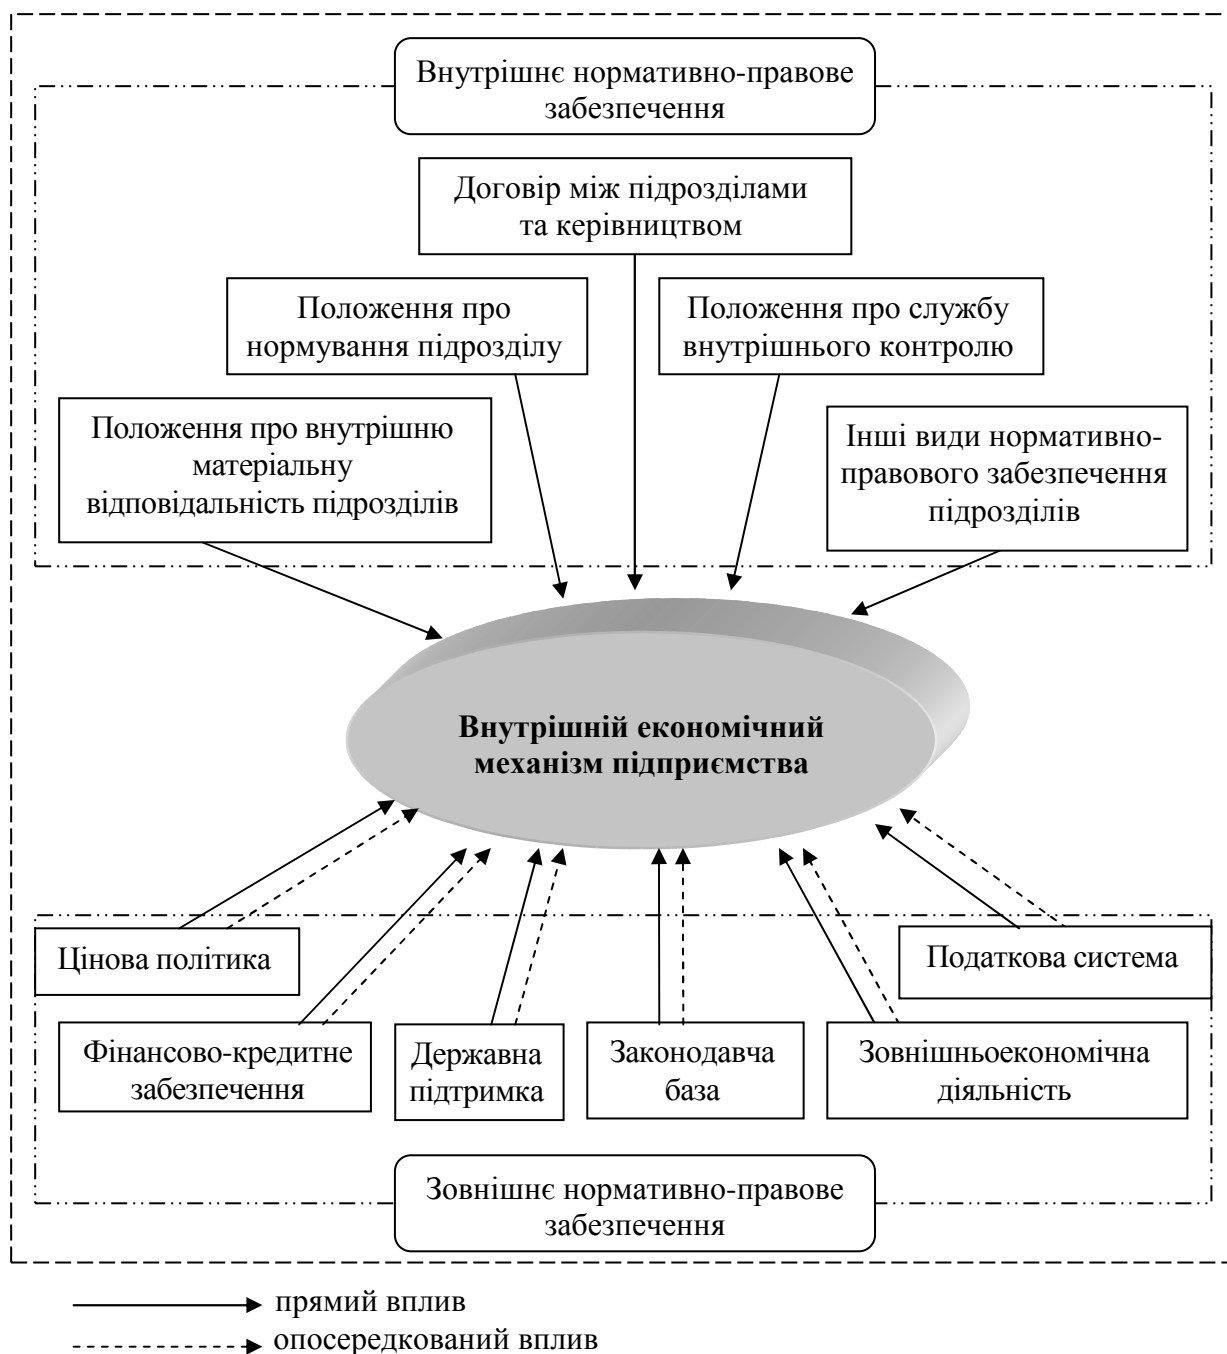 Внутрішнє нормативно-правове
забезпечення
Договір між підрозділами
та керівництвом
Положення про
нормування підрозділу
Положення про службу
внутрішнього контролю
Положення про внутрішню
матеріальну
відповідальність підрозділів
Інші види нормативно-
правового забезпечення
підрозділів
Внутрішній економічний
механізм підприємства
Цінова політика
Податкова система
Фінансово-кредитне
забезпечення
Державна
підтримка
Законодавча
база
Зовнішньоекономічна
діяльність
Зовнішнє нормативно-правове
забезпечення
прямий вплив
опосередкований вплив